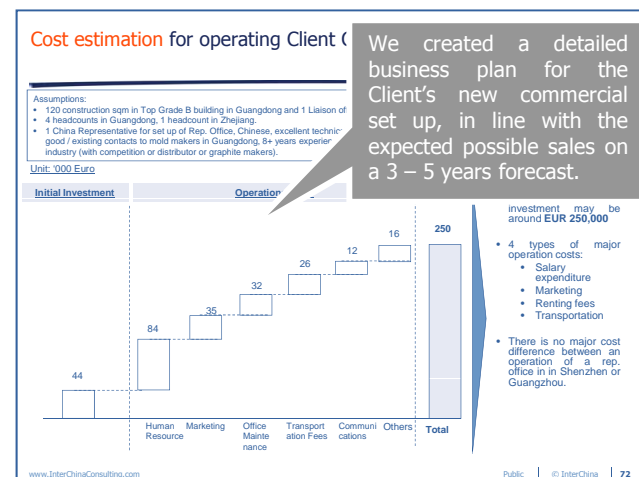 Cost estimation for operating Client
We created a detailed
business plan for the
Client's new commercial
set up, in line with the
expected possible sales on
a 3 – 5 years forecast.
Assumptions:
• 120 construction sqm in Top Grade B building in Guangdong and 1 Liaison
• 4 headcounts in Guangdong, 1 headcount in Zhejiang.
• 1 China Representative for set up of Rep. Office, Chinese, excellent
good / existing contacts to mold makers in Guangdong, 8+ years
industry (with competition or distributor or graphite makers).
Unit: '000 Euro
Initial Investment
investment may be
around EUR 250,000
• 4 types of major
operation costs:
• Salary
expenditure
• Marketing
• Renting fees
• Transportation
• There is no major cost
difference between an
operation of a rep.
office in in Shenzhen or
Guangzhou.
44
84
35
32
26
12
16
250
Human
Resource
Marketing
Office
Mainte
nance
Transport
ation Fees
Communi
cations
Others
Total
www.InterChinaConsulting.com
Public
© InterChina
72